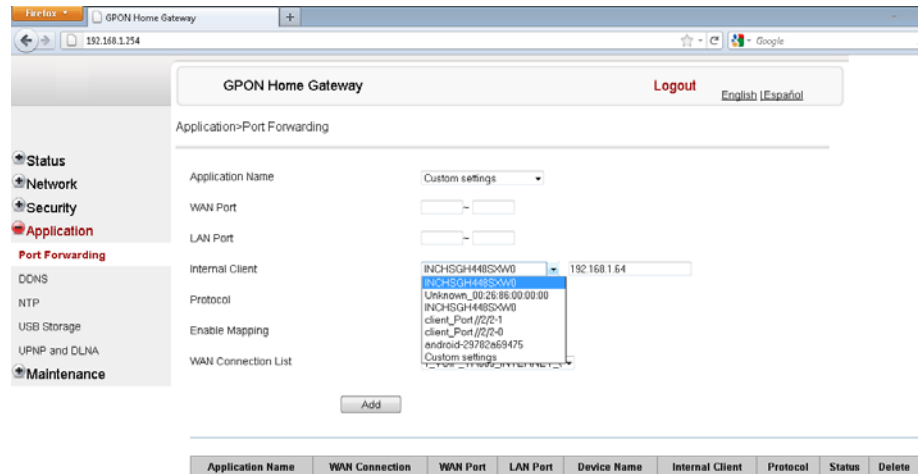 Firefox
GPON Home Gateway
192.168.1.254
Google
GPON Home Gateway
Logout
English |Español
Application>Port Forwarding
Status
Network
Security
Application
Port Forwarding
DDNS
NTP
USB Storage
UPNP and DLNA
Maintenance
Application Name
Custom settings
WAN Port
~
LAN Port
~
Internal Client
INCHSGH448SXW0
192.168.1.64
INCHSGH448SXW0
Unknown_00:26:86:00:00:00
INCHSGH448SXW0
client_Port://2/2-1
client_Port://2/2-0
android-29782a69475
Custom settings
Protocol
Enable Mapping
WAN Connection List
Add
Application Name WAN Connection WAN Port LAN Port Device Name Internal Client Protocol Status Delete